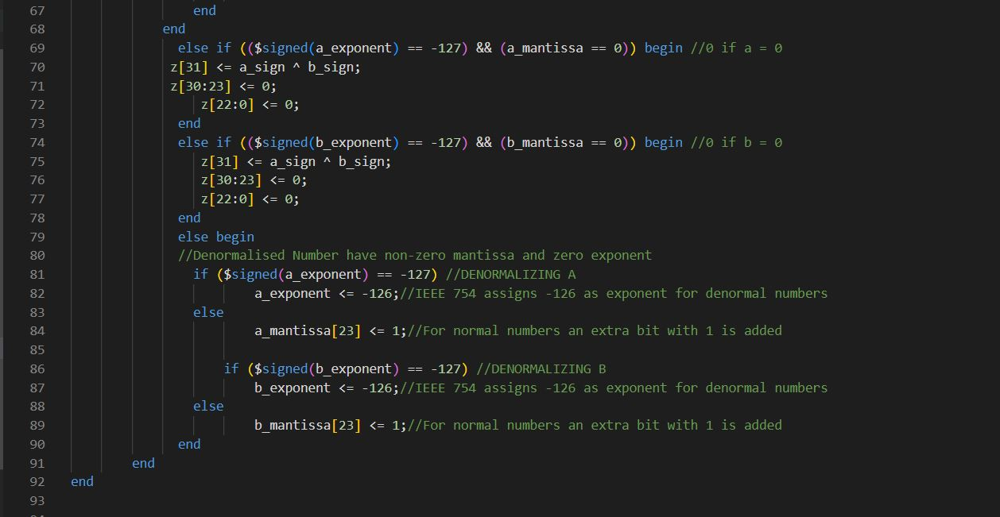 67 end
68 end
69 else if (($signed(a_exponent) == -127) && (a_mantissa == 0)) begin //0 if a = 0
70 z[31] <= a_sign ^ b_sign;
71 z[30:23] <= 0;
72 z[22:0] <= 0;
73 end
74 else if (($signed(b_exponent) == -127) && (b_mantissa == 0)) begin //0 if b = 0
75 z[31] <= a_sign ^ b_sign;
76 z[30:23] <= 0;
77 z[22:0] <= 0;
78 end
79 else begin
80 //Denormalised Number have non-zero mantissa and zero exponent
81 if ($signed(a_exponent) == -127) //DENORMALIZING A
82 a_exponent <= -126;//IEEE 754 assigns -126 as exponent for denormal numbers
83 else
84 a_mantissa[23] <= 1;//For normal numbers an extra bit with 1 is added
85
86 if ($signed(b_exponent) == -127) //DENORMALIZING B
87 b_exponent <= -126;//IEEE 754 assigns -126 as exponent for denormal numbers
88 else
89 b_mantissa[23] <= 1;//For normal numbers an extra bit with 1 is added
90 end
91 end
92 end
93